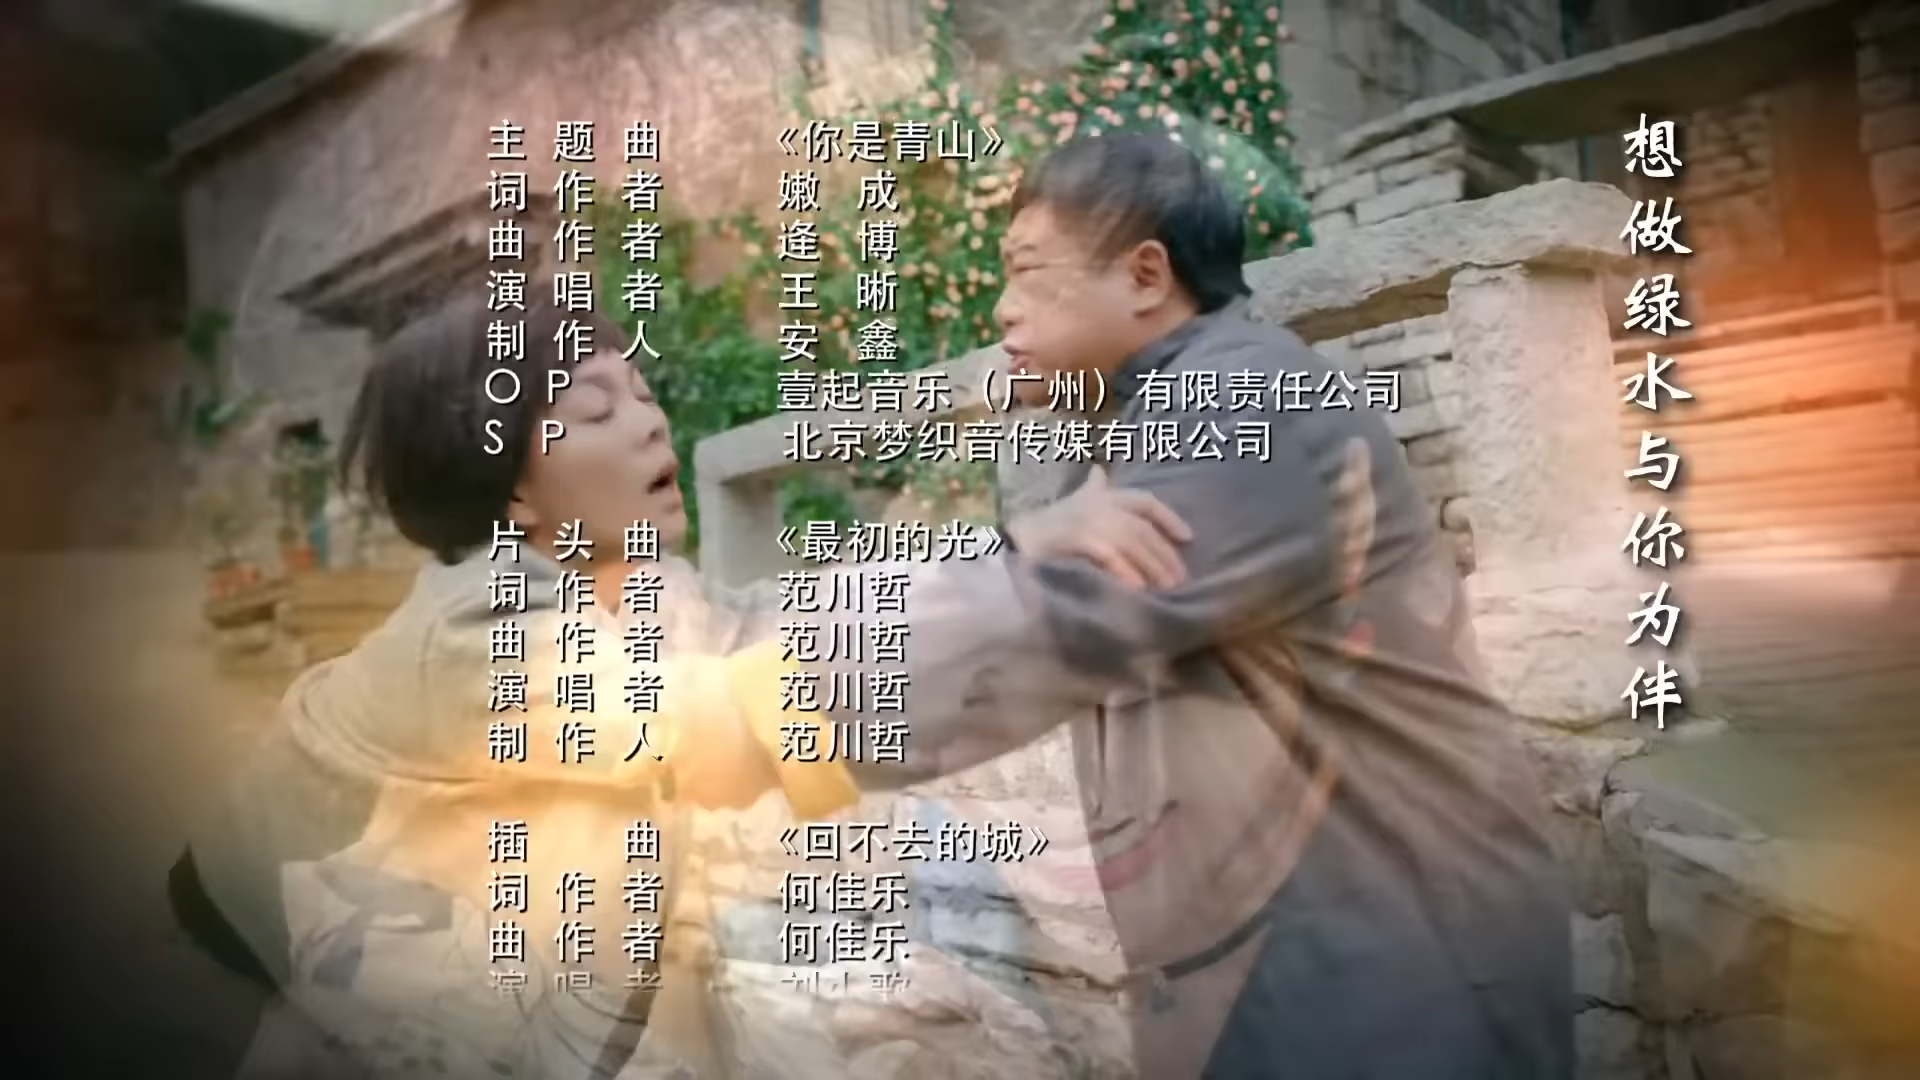 主题曲 《你是青山》
词作者 嫩成
曲作者 逄博
演唱者 王晰
制作人 安鑫
OP 壹起音乐（广州）有限责任公司
SP 北京梦织音传媒有限公司
片头曲 《最初的光》
词作者 范川哲
曲作者 范川哲
演唱者 范川哲
制作人 范川哲
插曲 《回不去的城》
词作者 何佳乐
曲作者 何佳乐
演唱者
想做绿水与你为伴